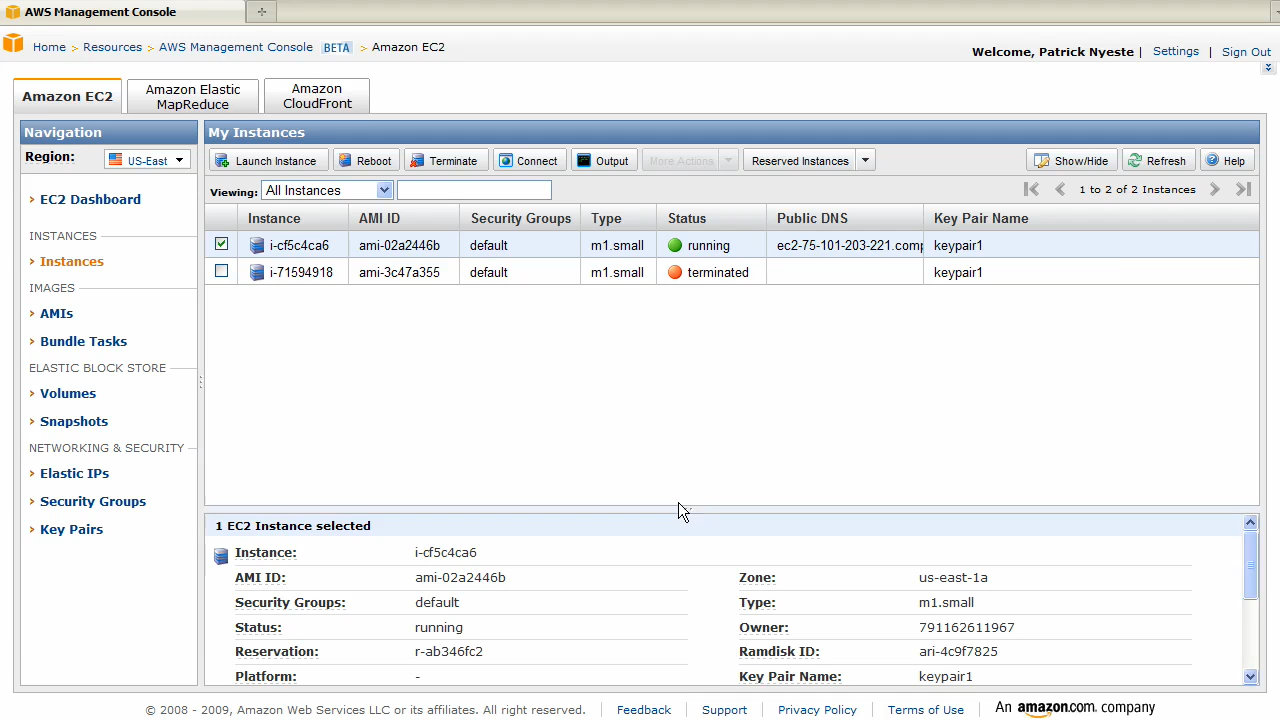 AWS Management Console
Home > Resources > AWS Management Console BETA > Amazon EC2
Welcome, Patrick Nyeste | Settings | Sign Out
Amazon EC2
Amazon Elastic
MapReduce
Amazon
CloudFront
Navigation
Region: US-East
> EC2 Dashboard
INSTANCES
> Instances
IMAGES
> AMIs
> Bundle Tasks
ELASTIC BLOCK STORE
> Volumes
> Snapshots
NETWORKING & SECURITY
> Elastic IPs
> Security Groups
> Key Pairs
My Instances
Launch Instance Reboot Terminate Connect Output More Actions Reserved Instances Show/Hide Refresh Help
Viewing: All Instances 1 to 2 of 2 Instances
Instance AMI ID Security Groups Type Status Public DNS Key Pair Name
i-cf5c4ca6 ami-02a2446b default m1.small running ec2-75-101-203-221.comp keypair1
i-71594918 ami-3c47a355 default m1.small terminated keypair1
1 EC2 Instance selected
Instance: i-cf5c4ca6
AMI ID: ami-02a2446b Zone: us-east-1a
Security Groups: default Type: m1.small
Status: running Owner: 791162611967
Reservation: r-ab346fc2 Ramdisk ID: ari-4c9f7825
Platform: - Key Pair Name: keypair1
© 2008 - 2009, Amazon Web Services LLC or its affiliates. All right reserved. | Feedback | Support | Privacy Policy | Terms of Use An amazon.com company